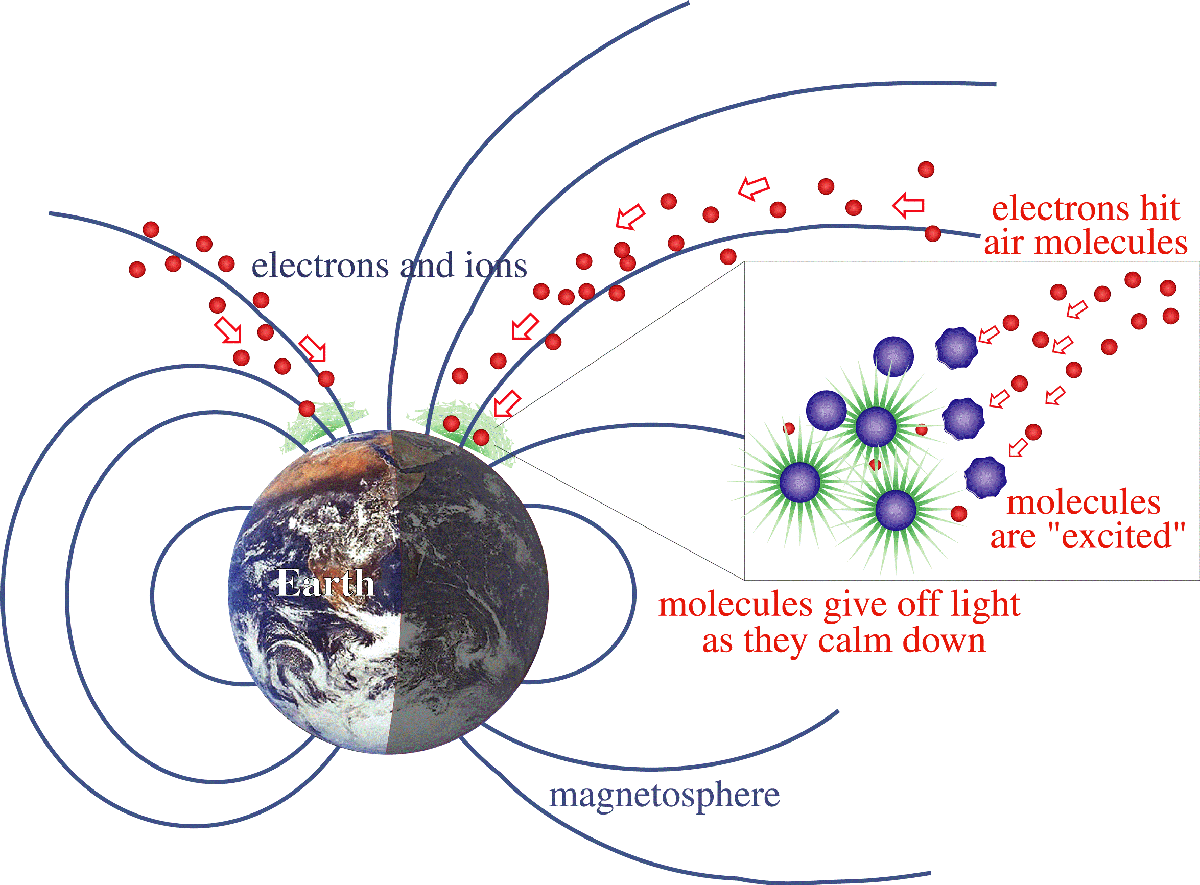 electrons hit
air molecules
electrons and ions
molecules
are "excited"
Earth
molecules give off light
as they calm down
magnetosphere